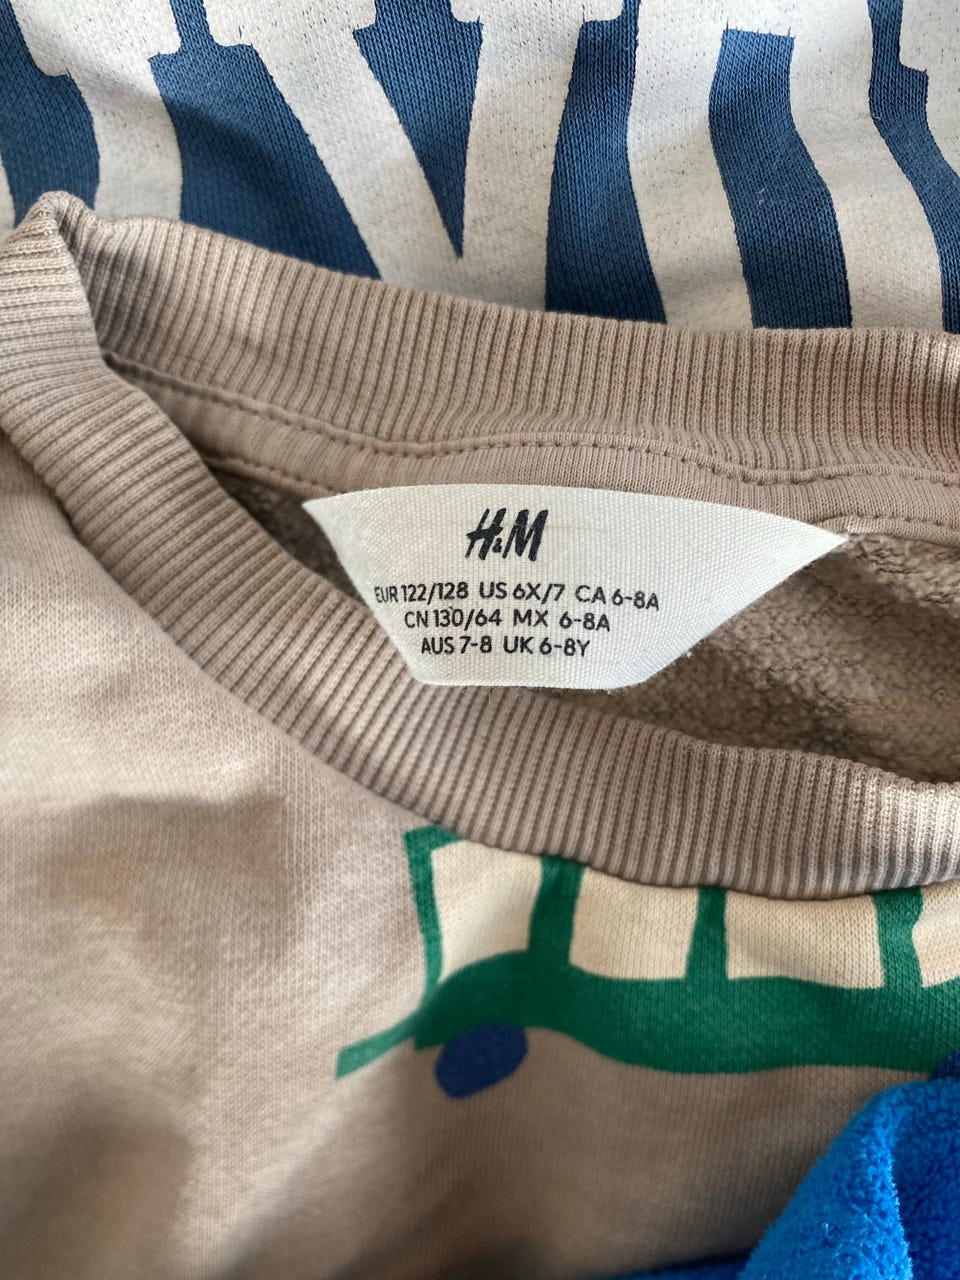 H&M
EUR 122/128 US 6X/7 CA 6-8A
CN 130/64 MX 6-8A
AUS 7-8 UK 6-8Y